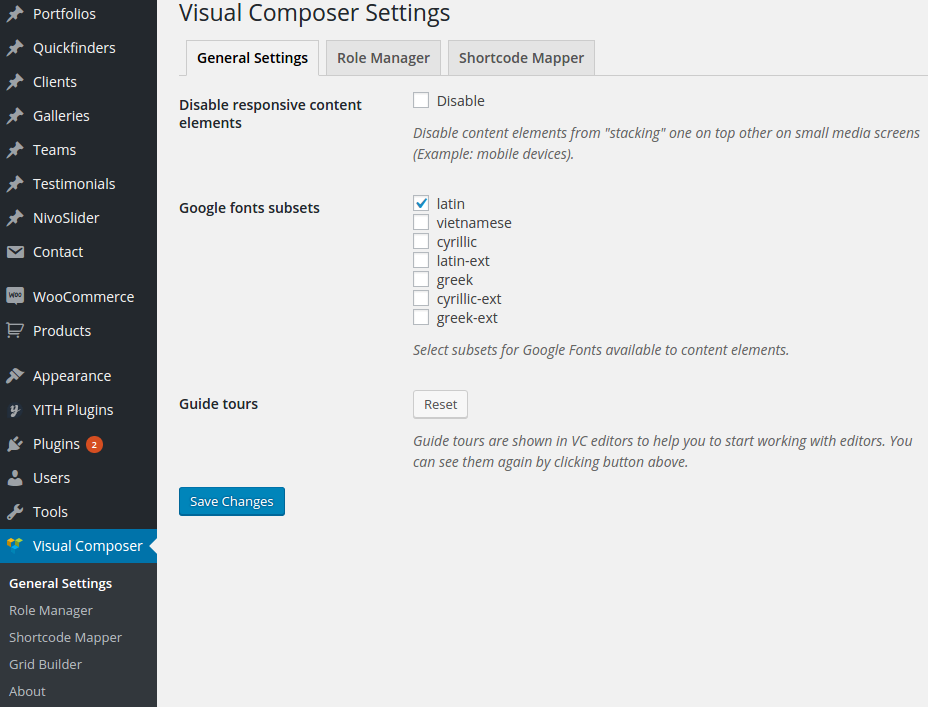 Portfolios
Quickfinders
Clients
Galleries
Teams
Testimonials
NivoSlider
Contact
WOO
WooCommerce
Products
Appearance
YITH Plugins
Plugins 2
Users
Tools
Visual Composer
General Settings
Role Manager
Shortcode Mapper
Grid Builder
About
Visual Composer Settings
General Settings
Role Manager
Shortcode Mapper
Disable responsive content
elements
Disable
Disable content elements from "stacking" one on top other on small media screens
(Example: mobile devices).
Google fonts subsets
latin
vietnamese
cyrillic
latin-ext
greek
cyrillic-ext
greek-ext
Select subsets for Google Fonts available to content elements.
Guide tours
Reset
Guide tours are shown in VC editors to help you to start working with editors. You
can see them again by clicking button above.
Save Changes